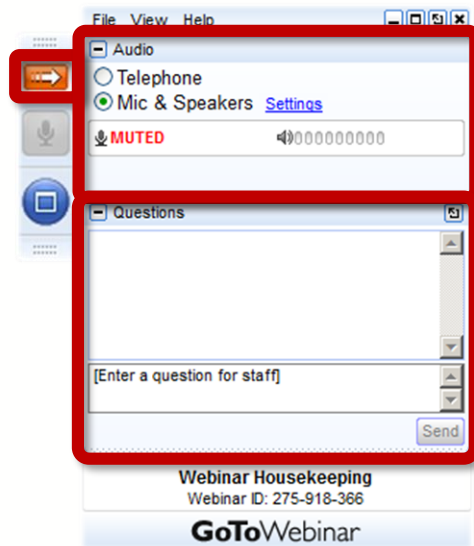 File View Help
Audio
Telephone
Mic & Speakers Settings
MUTED 000000000
Questions
[Enter a question for staff]
Send
Webinar Housekeeping
Webinar ID: 275-918-366
GoToWebinar